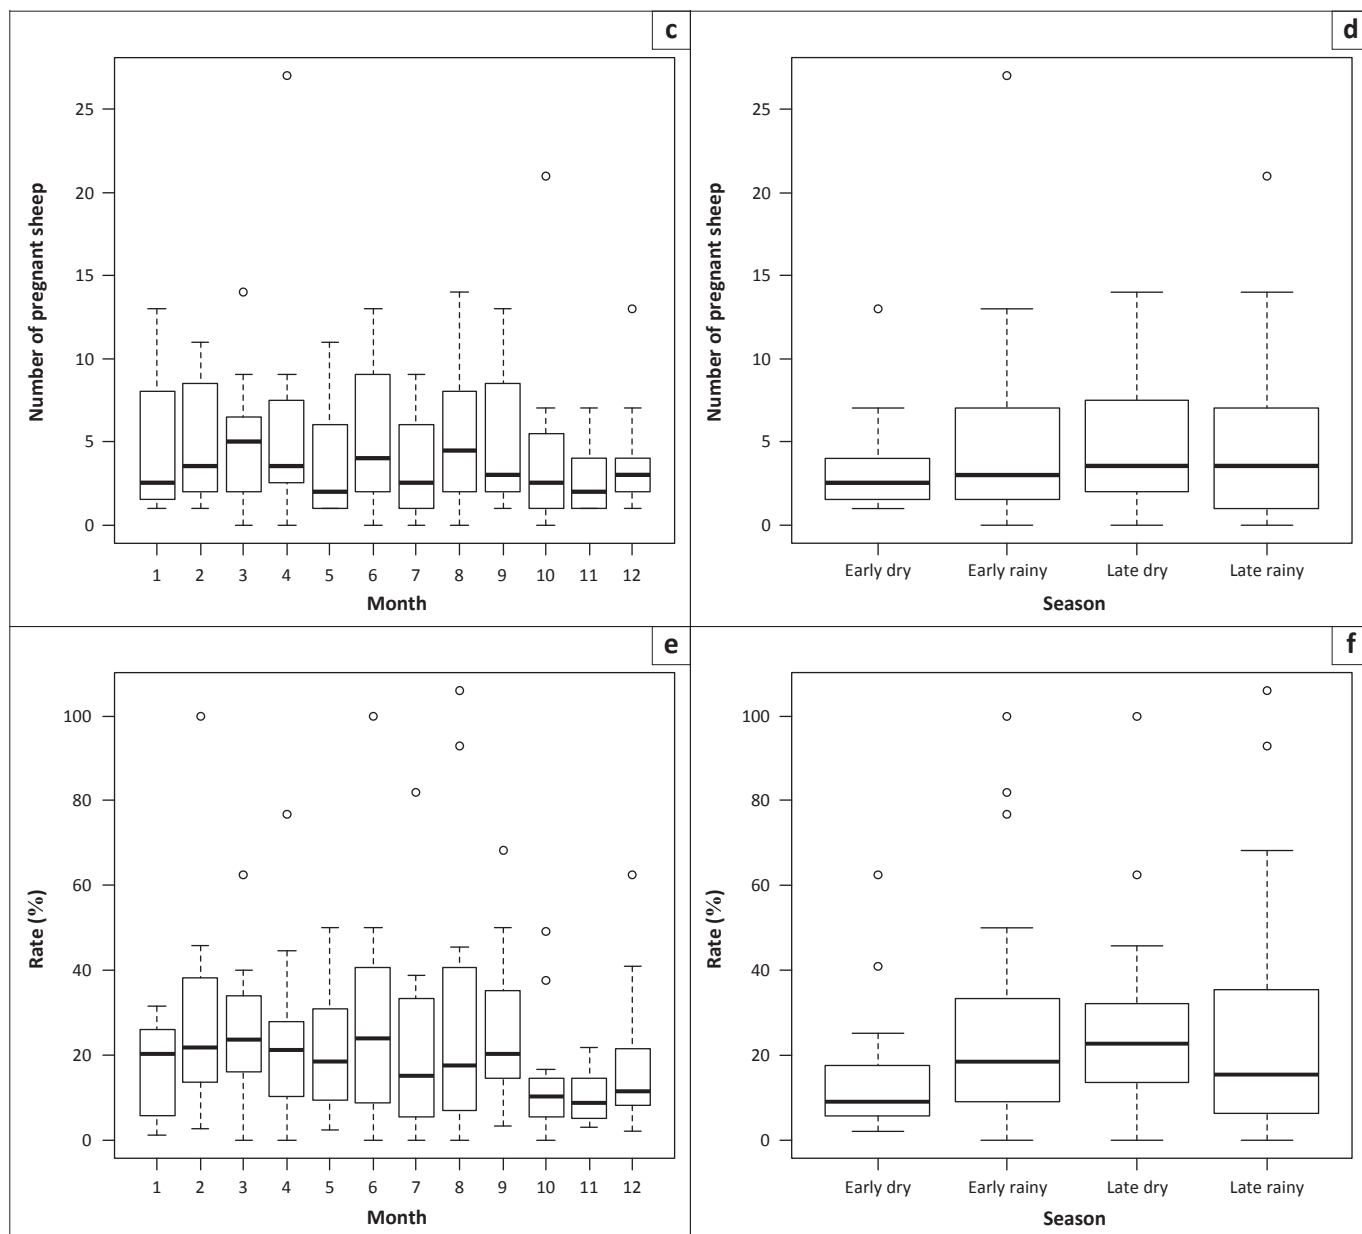 c
Number of pregnant sheep
25
20
15
10
5
0
1 2 3 4 5 6 7 8 9 10 11 12
Month
d
Number of pregnant sheep
25
20
15
10
5
0
Early dry Early rainy Late dry Late rainy
Season
e
Rate (%)
100
80
60
40
20
0
1 2 3 4 5 6 7 8 9 10 11 12
Month
f
Rate (%)
100
80
60
40
20
0
Early dry Early rainy Late dry Late rainy
Season